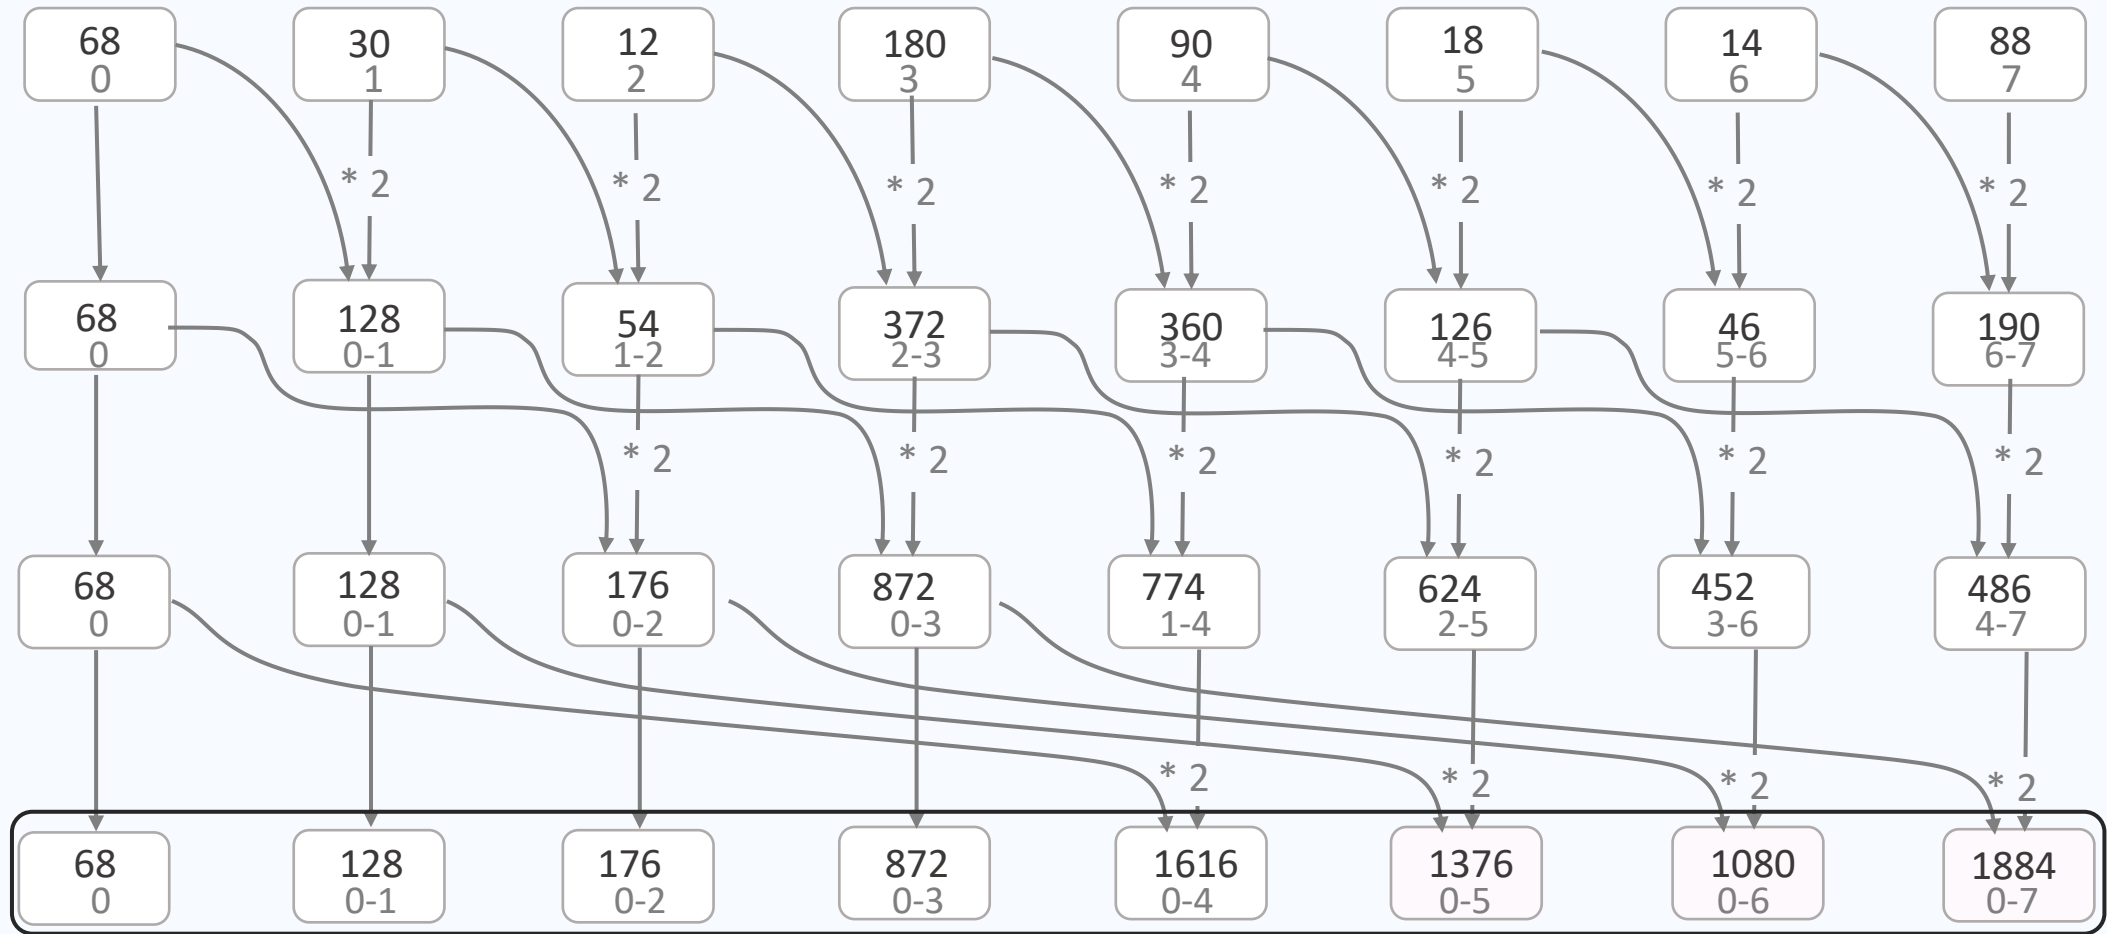 68 30 12 180 90 18 14 88
0 1 2 3 4 5 6 7
* 2 * 2 * 2 * 2 * 2 * 2 * 2
68 128 54 372 360 126 46 190
0 0-1 1-2 2-3 3-4 4-5 5-6 6-7
* 2 * 2 * 2 * 2 * 2 * 2
68 128 176 872 774 624 452 486
0 0-1 0-2 0-3 1-4 2-5 3-6 4-7
* 2 * 2 * 2 * 2
68 128 176 872 1616 1376 1080 1884
0 0-1 0-2 0-3 0-4 0-5 0-6 0-7